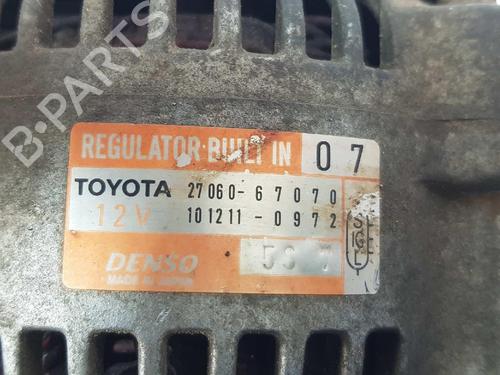 REGULATOR BUILT IN 07
TOYOTA 27060-67070
12V 101211-0972
DENSO
MADE IN JAPAN
B-PARTS